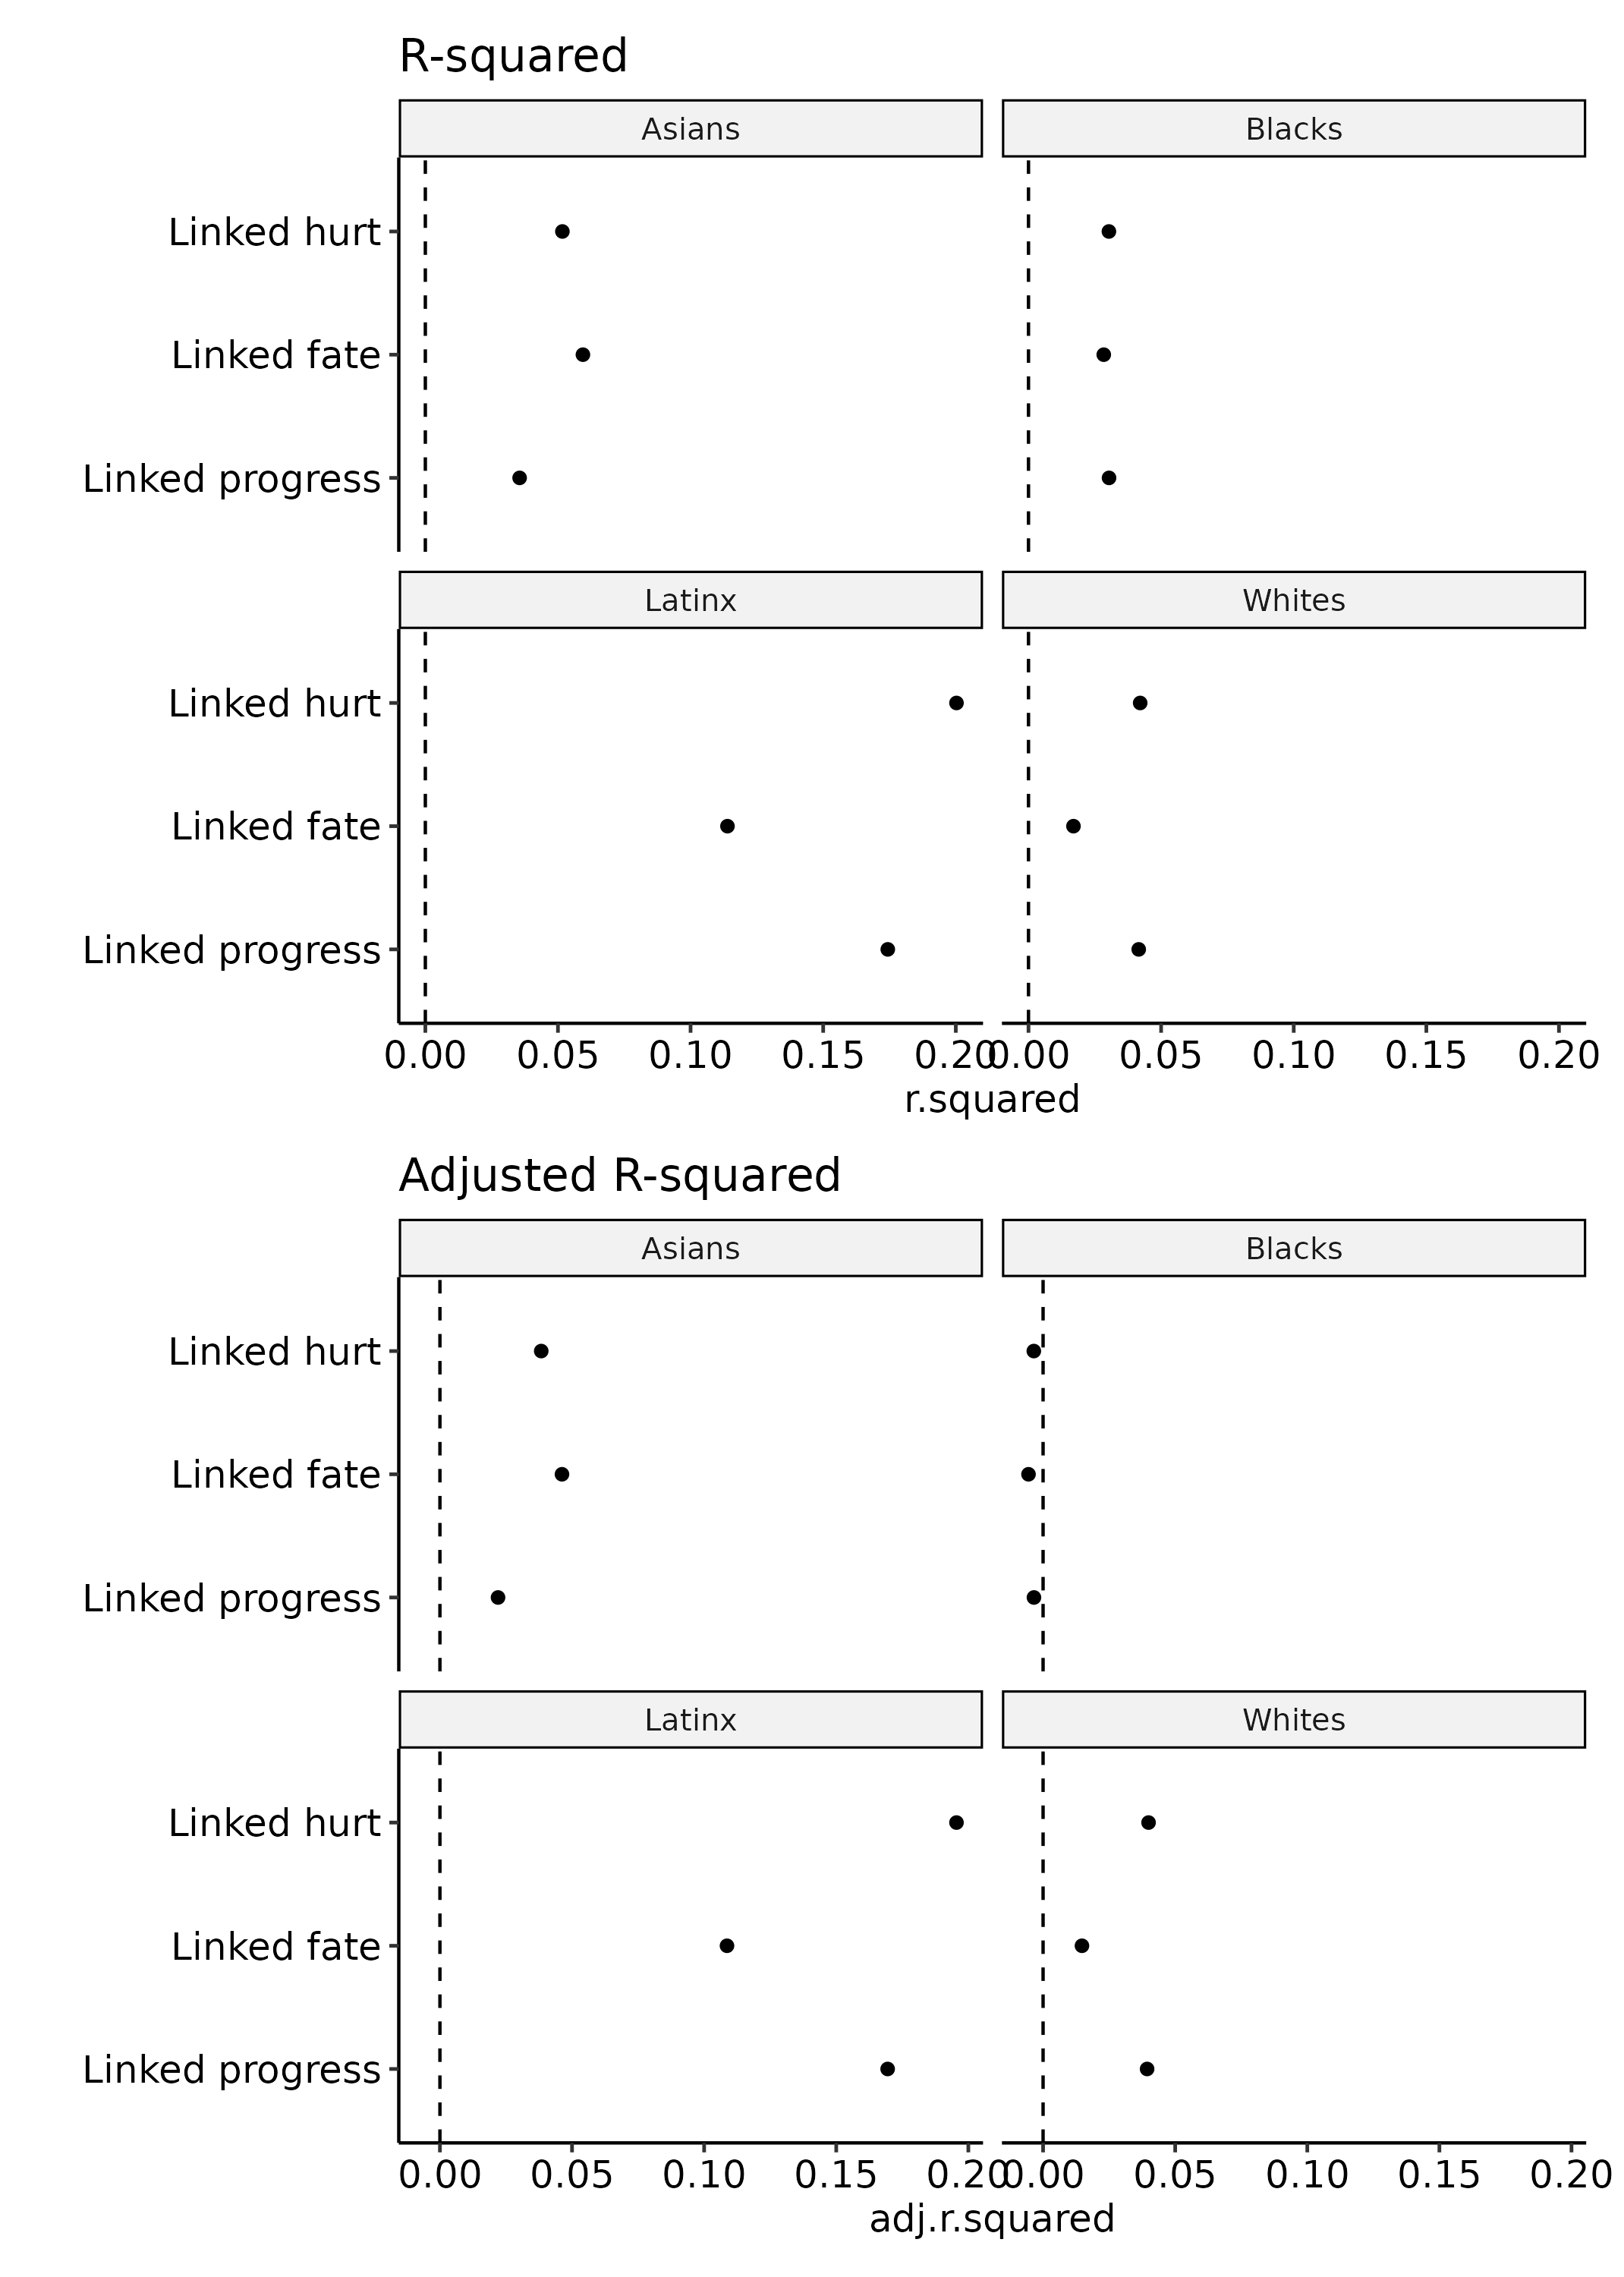 R-squared
Asians Blacks
Linked hurt
Linked fate
Linked progress
Latinx Whites
Linked hurt
Linked fate
Linked progress
0.00 0.05 0.10 0.15 0.20 0.00 0.05 0.10 0.15 0.20
r.squared
Adjusted R-squared
Asians Blacks
Linked hurt
Linked fate
Linked progress
Latinx Whites
Linked hurt
Linked fate
Linked progress
0.00 0.05 0.10 0.15 0.20 0.00 0.05 0.10 0.15 0.20
adj.r.squared